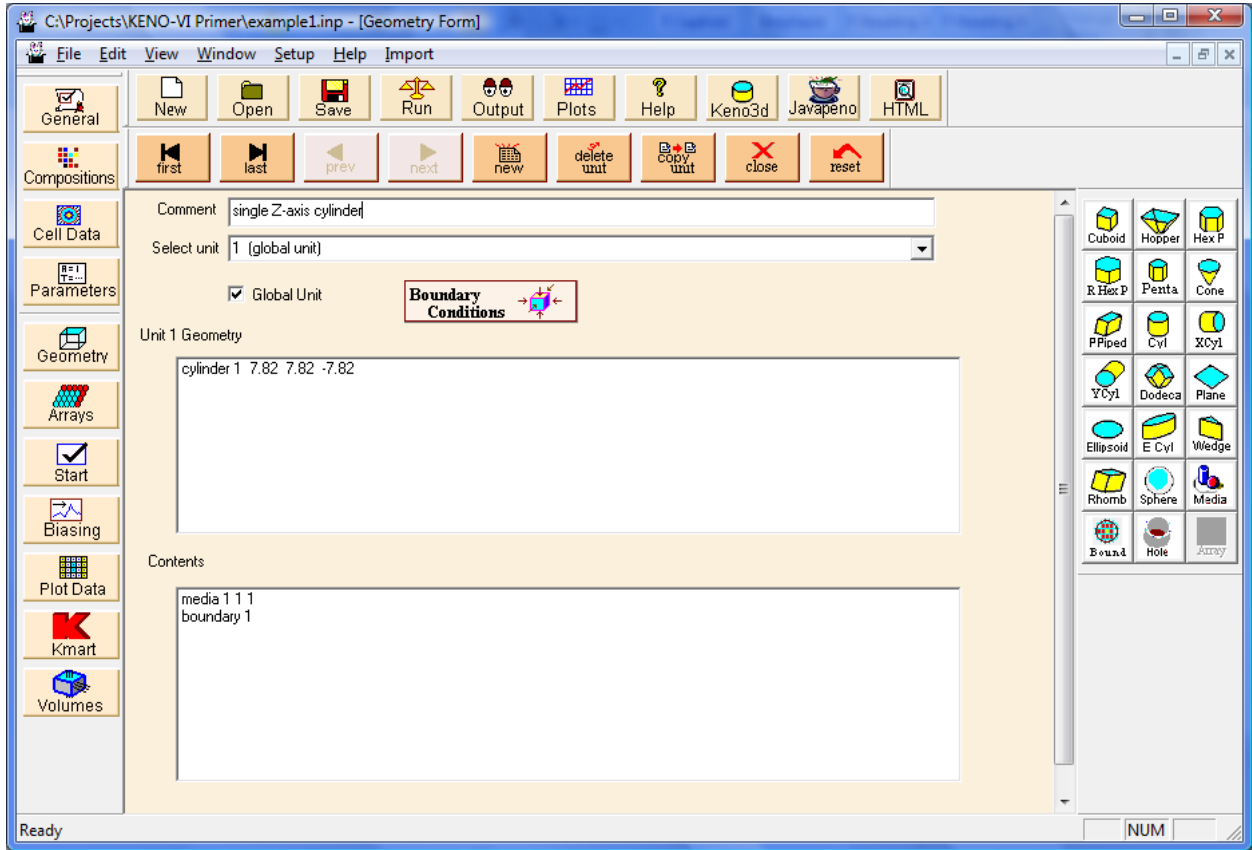 C:\Projects\KENO-VI Primer\example1.inp - [Geometry Form]
File Edit View Window Setup Help Import
General
New Open Save Run Output Plots Help Keno3d Javapeno HTML
Compositions
first last prev next new delete unit copy unit close reset
Cell Data
Parameters
Geometry
Arrays
Start
Biasing
Plot Data
Kmart
Volumes
Comment single Z-axis cylinder
Select unit 1 (global unit)
Global Unit
Boundary
Conditions
Unit 1 Geometry
cylinder 1 7.82 7.82 -7.82
Contents
media 1 1 1
boundary 1
Cuboid Hopper Hex P
R Hex P Penta Cone
PPiped Cyl XCyl
YCyl Dodeca Plane
Ellipsoid E Cyl Wedge
Rhomb Sphere Media
Bound Hole Array
Ready NUM